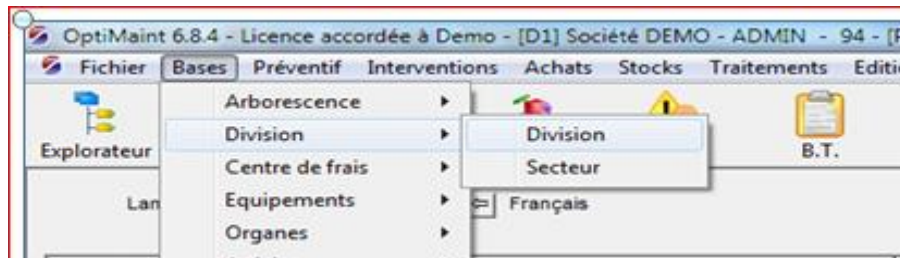 OptiMaint 6.8.4 - Licence accordée à Demo - [D1] Société DEMO - ADMIN - 94 - [
Fichier Bases Préventif Interventions Achats Stocks Traitements Editi
Arborescence
Division Division
Explorateur B.T.
Centre de frais Secteur
Lan Equipements Français
Organes